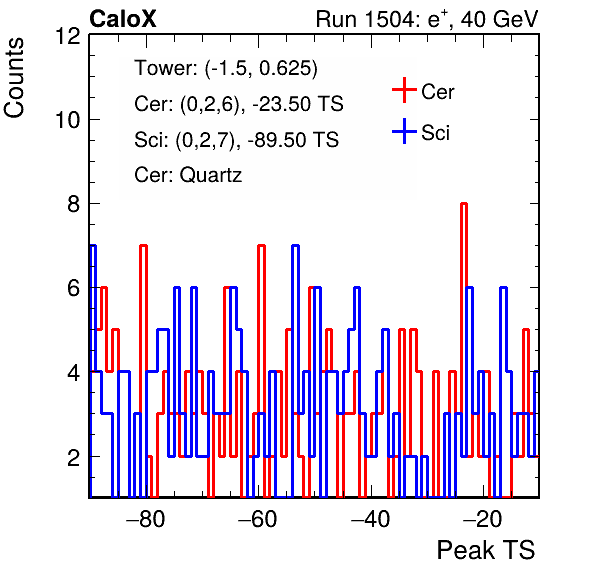 CaloX Run 1504: e⁺, 40 GeV
Counts
12
10
8
6
4
2
Tower: (-1.5, 0.625)
Cer: (0,2,6), -23.50 TS
Sci: (0,2,7), -89.50 TS
Cer: Quartz
Cer
Sci
−80 −60 −40 −20
Peak TS